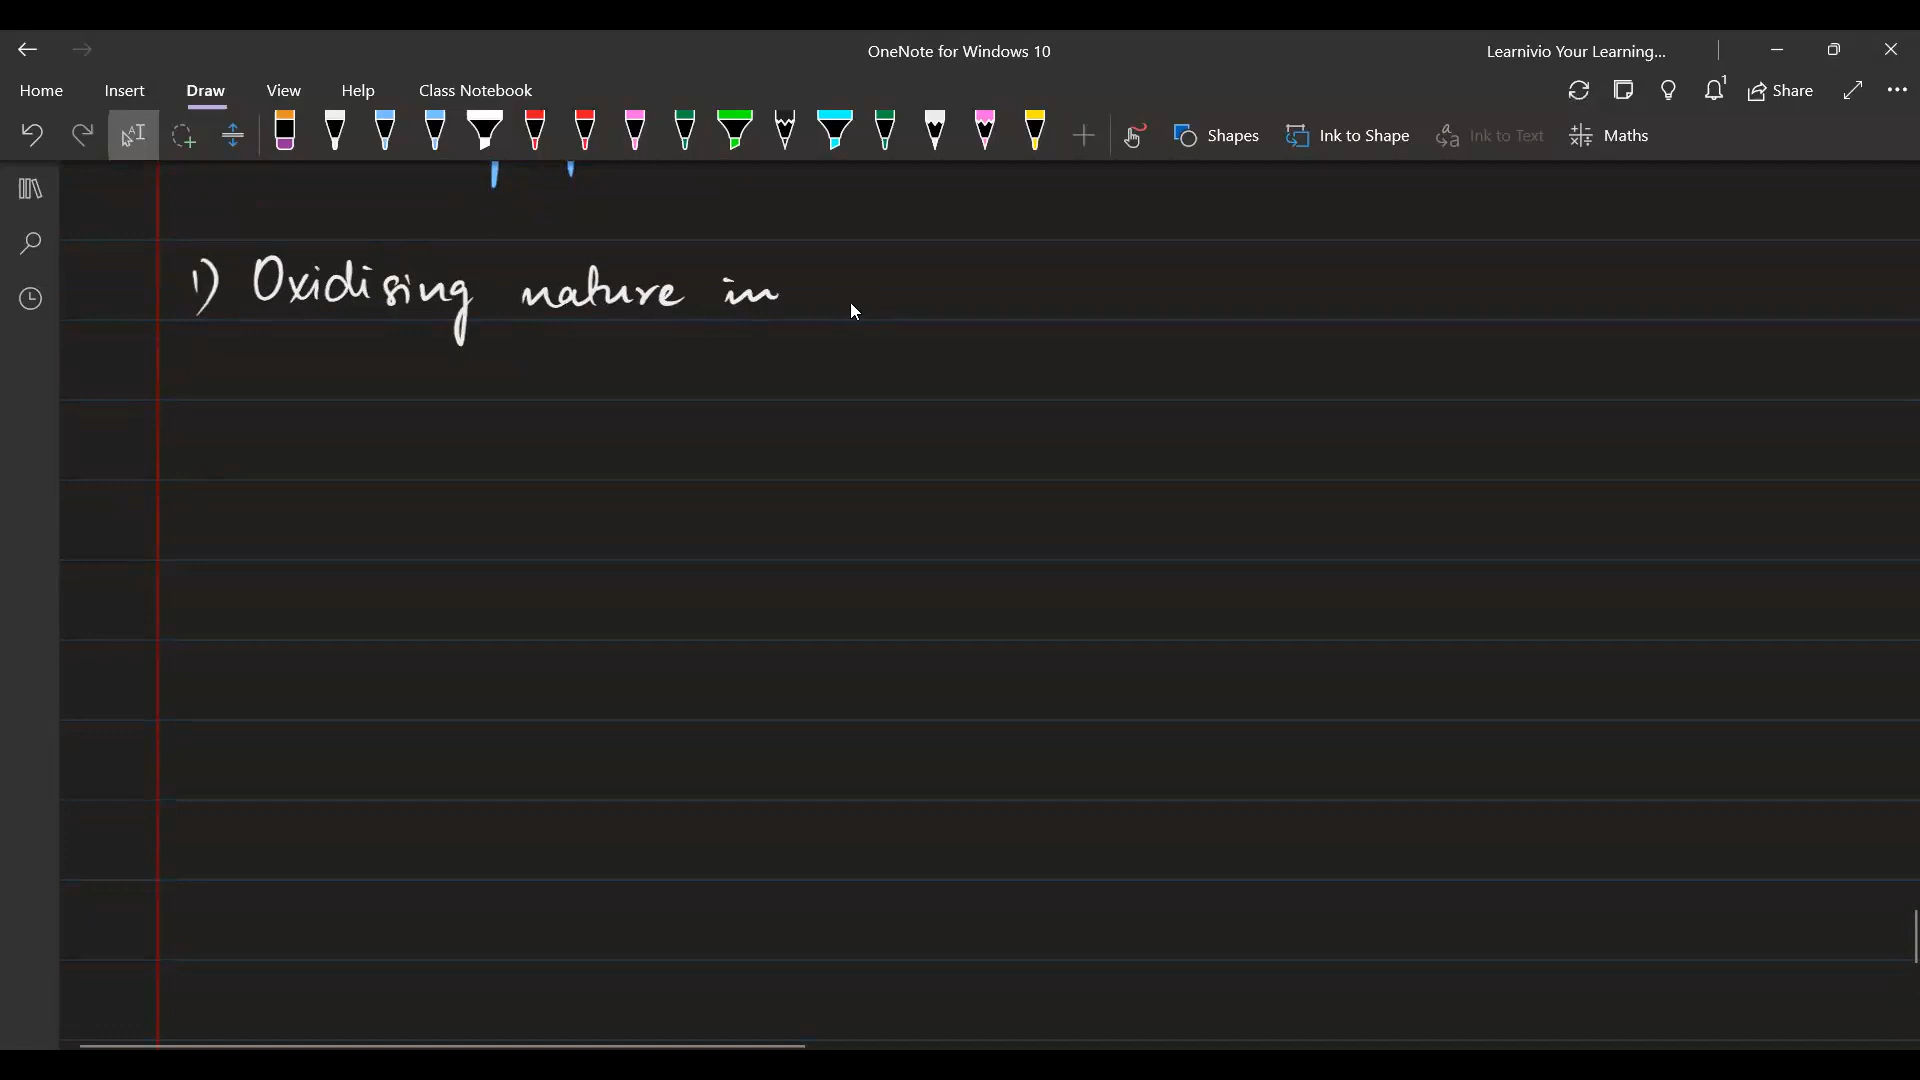 OneNote for Windows 10
Learnivio Your Learning...
Home Insert Draw View Help Class Notebook
1
Share
Shapes Ink to Shape Ink to Text Maths
1) Oxidising nature in